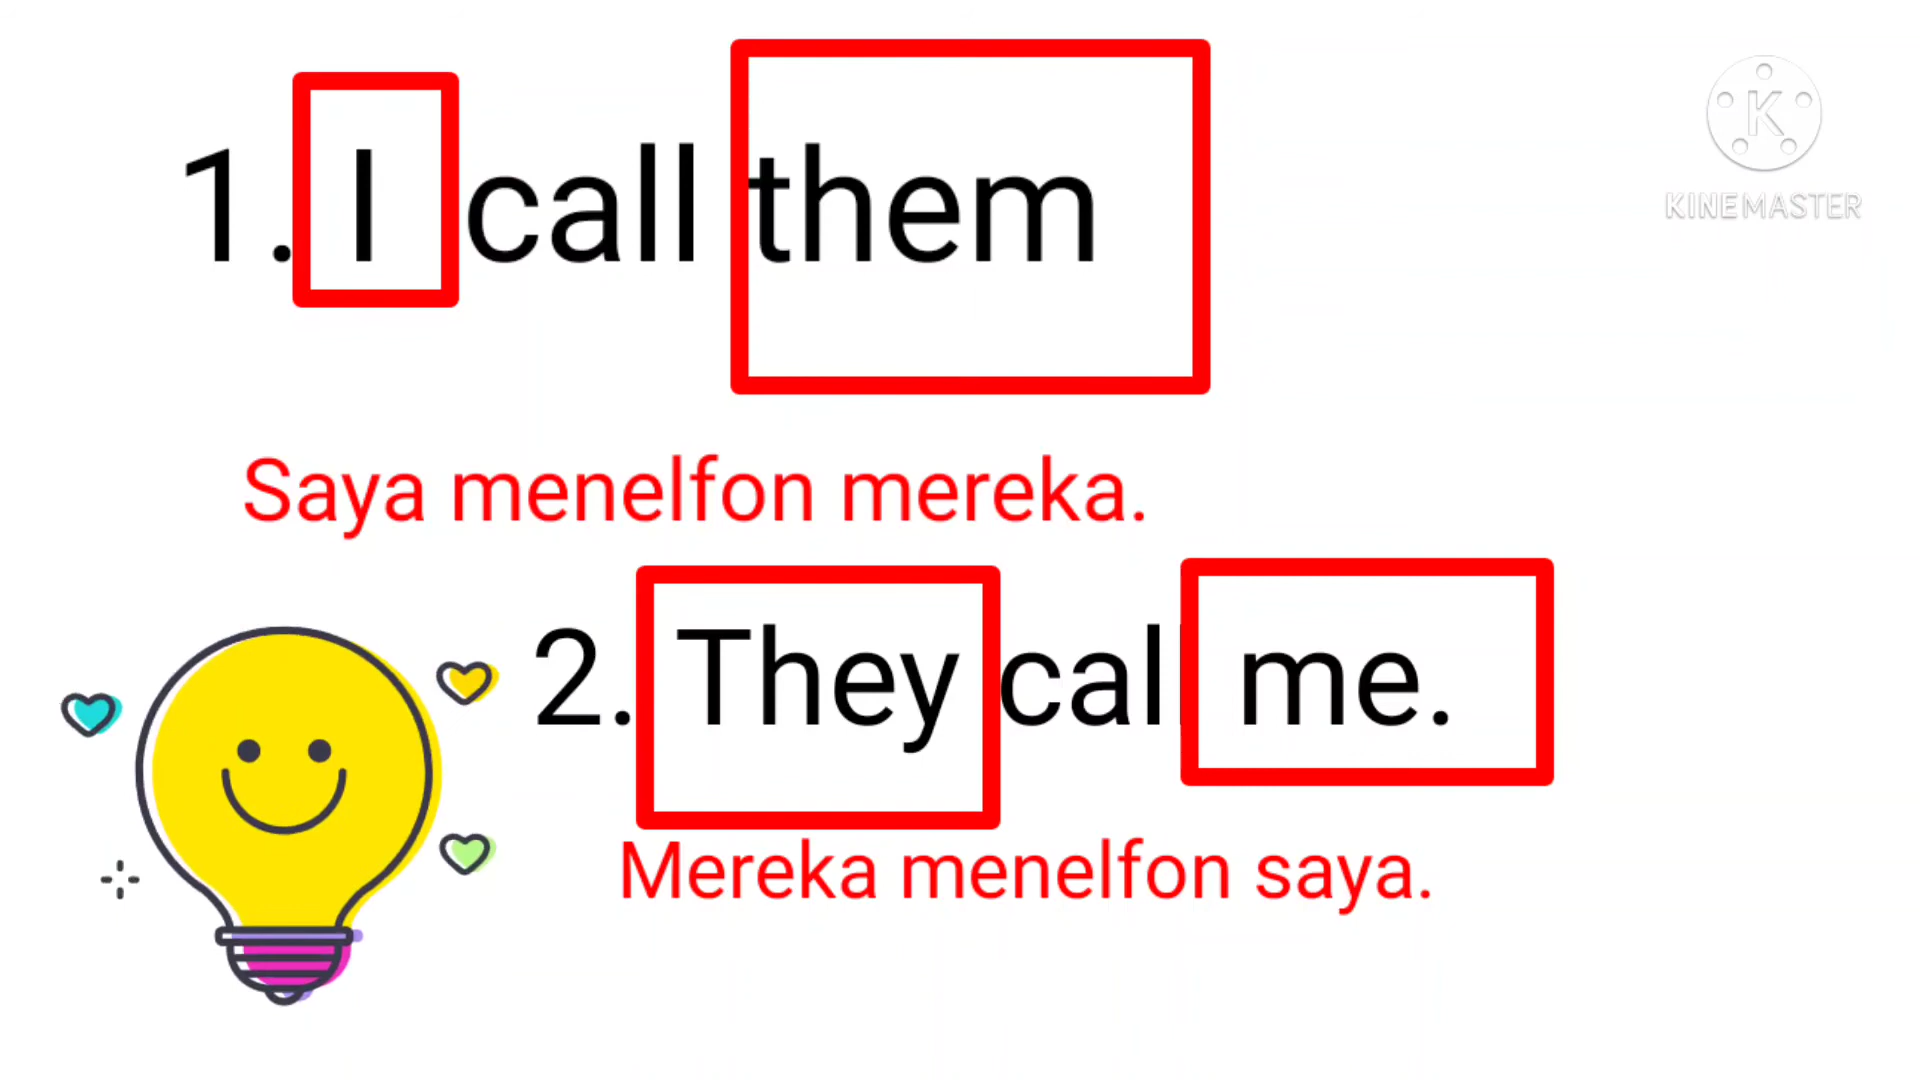 1. I call them
K
KINEMASTER
Saya menelfon mereka.
2. They call me.
Mereka menelfon saya.